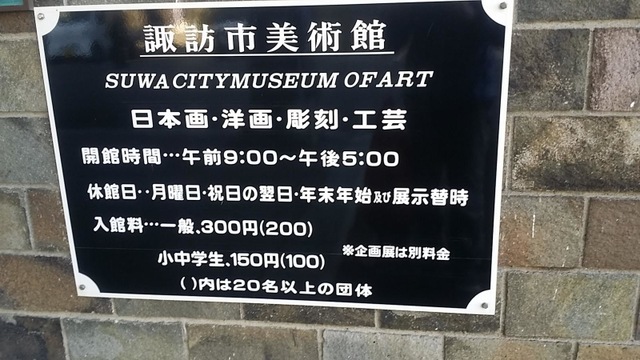 諏訪市美術館
SUWA CITY MUSEUM OF ART
日本画・洋画・彫刻・工芸
開館時間…午前9:00〜午後5:00
休館日‥月曜日・祝日の翌日・年末年始及び展示替時
入館料…一般、300円(200)
小中学生、150円(100)
※企画展は別料金
( )内は20名以上の団体